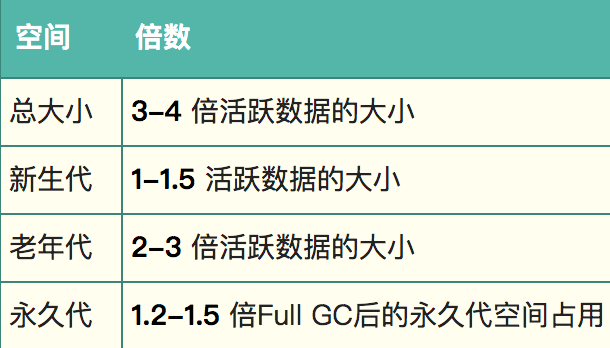 空间 倍数
总大小 3–4 倍活跃数据的大小
新生代 1–1.5 活跃数据的大小
老年代 2–3 倍活跃数据的大小
永久代 1.2–1.5 倍Full GC后的永久代空间占用